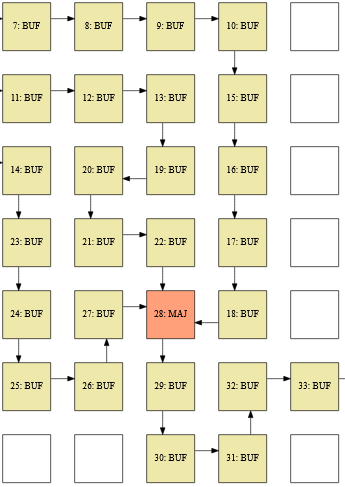 7: BUF
8: BUF
9: BUF
10: BUF
11: BUF
12: BUF
13: BUF
15: BUF
14: BUF
20: BUF
19: BUF
16: BUF
23: BUF
21: BUF
22: BUF
17: BUF
24: BUF
27: BUF
28: MAJ
18: BUF
25: BUF
26: BUF
29: BUF
32: BUF
33: BUF
30: BUF
31: BUF